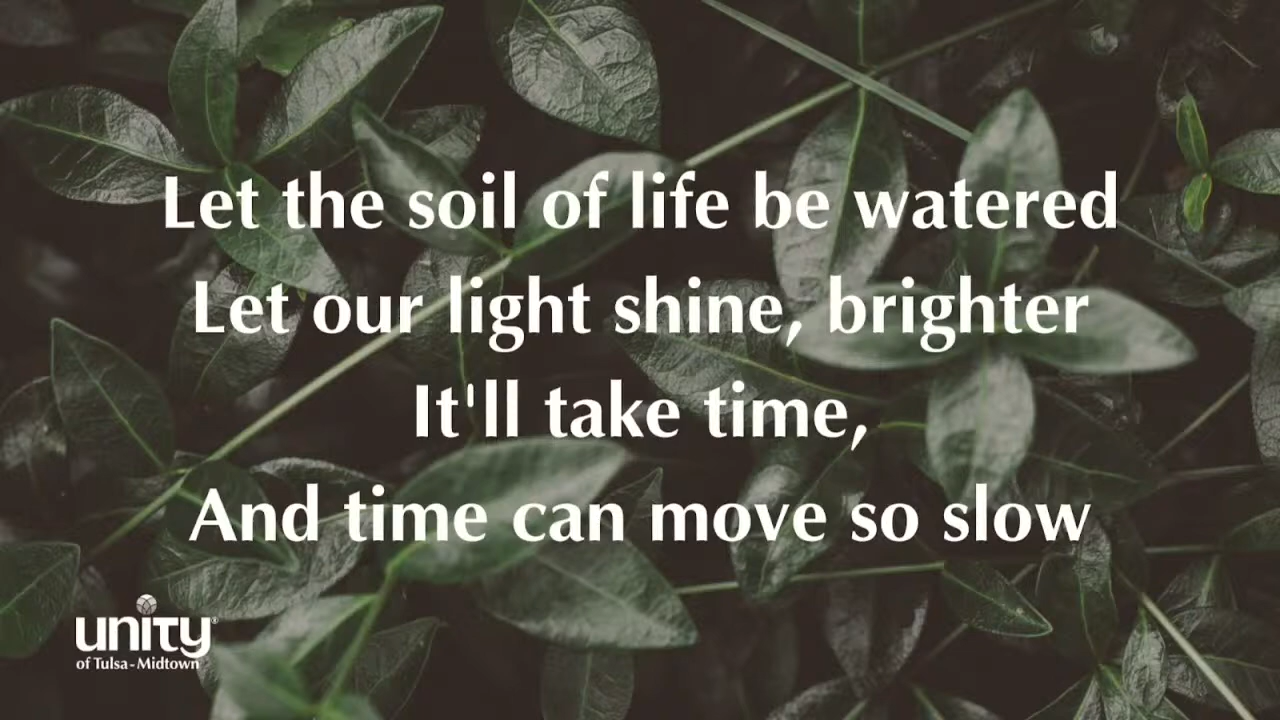 Let the soil of life be watered
Let our light shine, brighter
It'll take time,
And time can move so slow
unity®
of Tulsa-Midtown